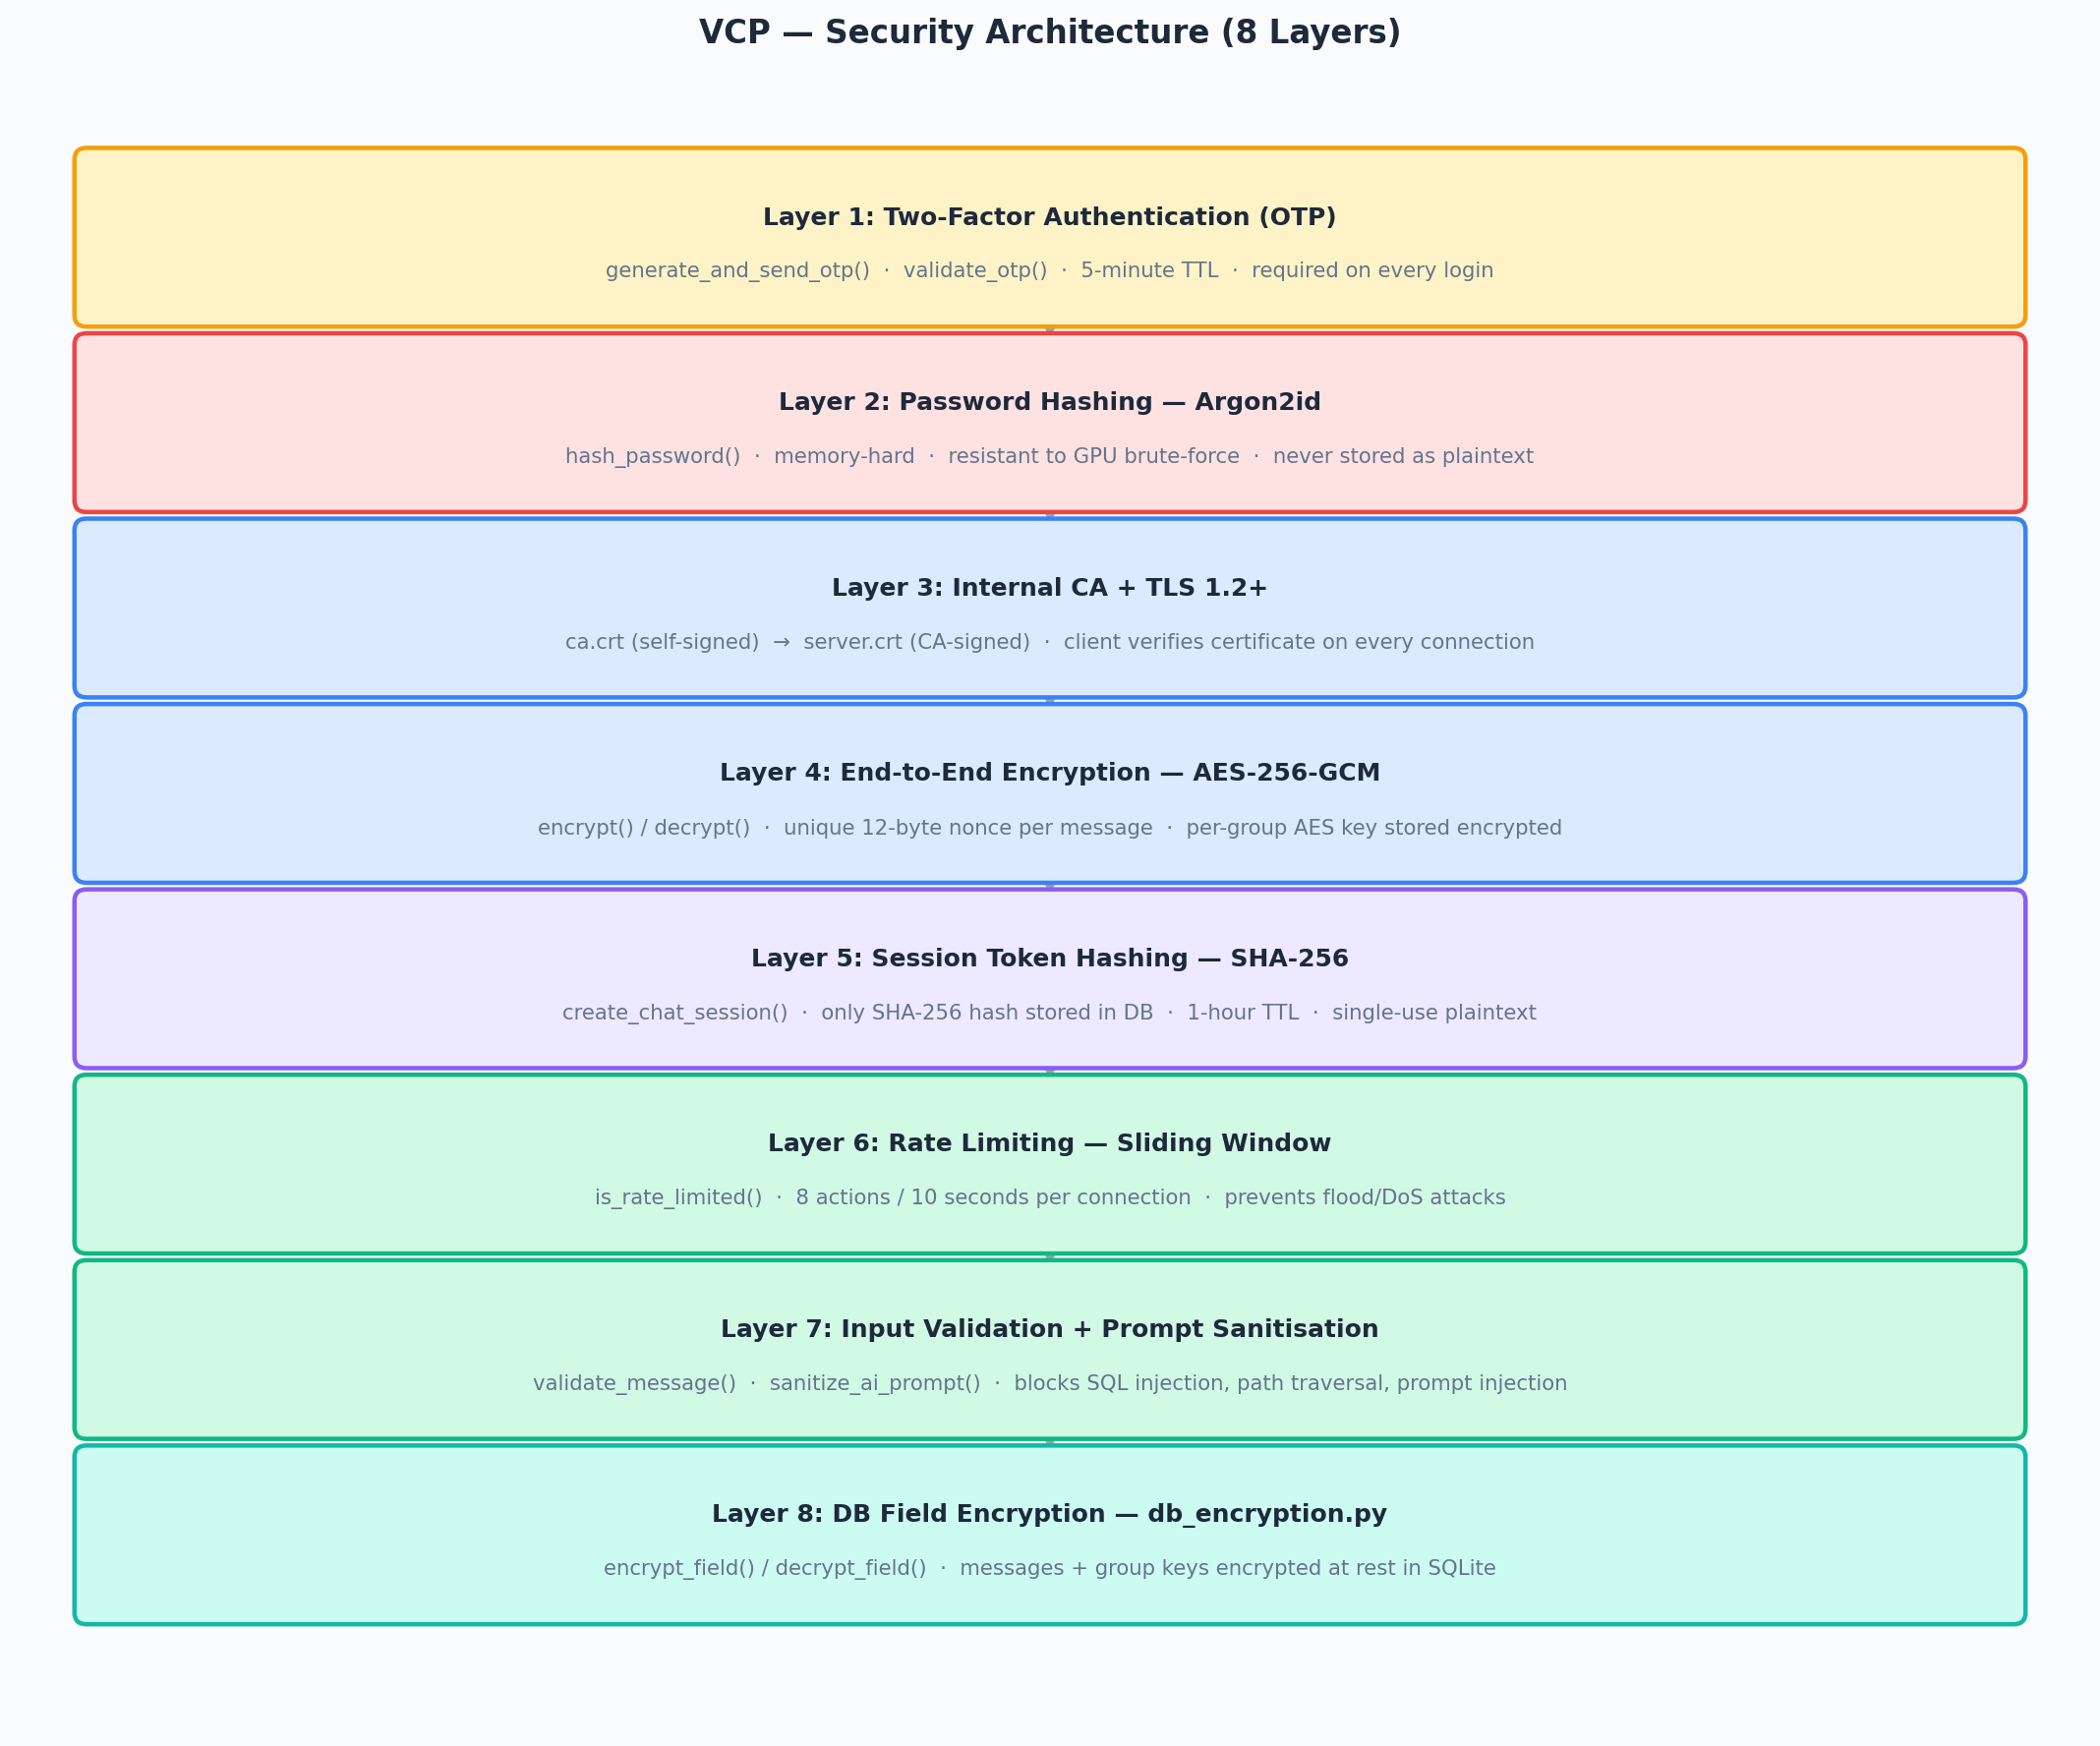 VCP — Security Architecture (8 Layers)
Layer 1: Two-Factor Authentication (OTP)
generate_and_send_otp()  ·  validate_otp()  ·  5-minute TTL  ·  required on every login
Layer 2: Password Hashing — Argon2id
hash_password()  ·  memory-hard  ·  resistant to GPU brute-force  ·  never stored as plaintext
Layer 3: Internal CA + TLS 1.2+
ca.crt (self-signed)  →  server.crt (CA-signed)  ·  client verifies certificate on every connection
Layer 4: End-to-End Encryption — AES-256-GCM
encrypt() / decrypt()  ·  unique 12-byte nonce per message  ·  per-group AES key stored encrypted
Layer 5: Session Token Hashing — SHA-256
create_chat_session()  ·  only SHA-256 hash stored in DB  ·  1-hour TTL  ·  single-use plaintext
Layer 6: Rate Limiting — Sliding Window
is_rate_limited()  ·  8 actions / 10 seconds per connection  ·  prevents flood/DoS attacks
Layer 7: Input Validation + Prompt Sanitisation
validate_message()  ·  sanitize_ai_prompt()  ·  blocks SQL injection, path traversal, prompt injection
Layer 8: DB Field Encryption — db_encryption.py
encrypt_field() / decrypt_field()  ·  messages + group keys encrypted at rest in SQLite